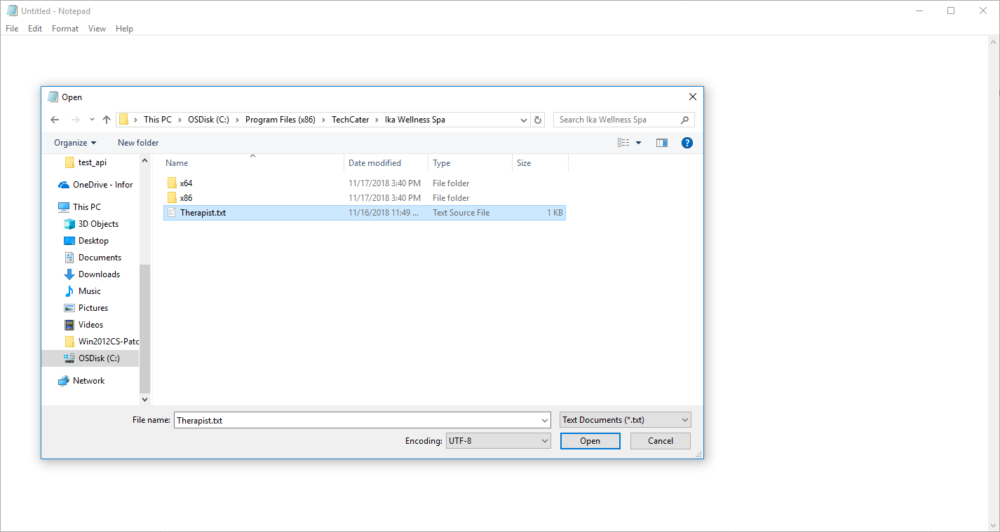 Untitled - Notepad
File Edit Format View Help
Open
This PC > OSDisk (C:) > Program Files (x86) > TechCater > Ika Wellness Spa
Search Ika Wellness Spa
Organize New folder
test_api
OneDrive - Infor
This PC
3D Objects
Desktop
Documents
Downloads
Music
Pictures
Videos
Win2012CS-Patc
OSDisk (C:)
Network
Name Date modified Type Size
x64 11/17/2018 3:40 PM File folder
x86 11/17/2018 3:40 PM File folder
Therapist.txt 11/16/2018 11:49 ... Text Source File 1 KB
File name: Therapist.txt Text Documents (*.txt)
Encoding: UTF-8 Open Cancel